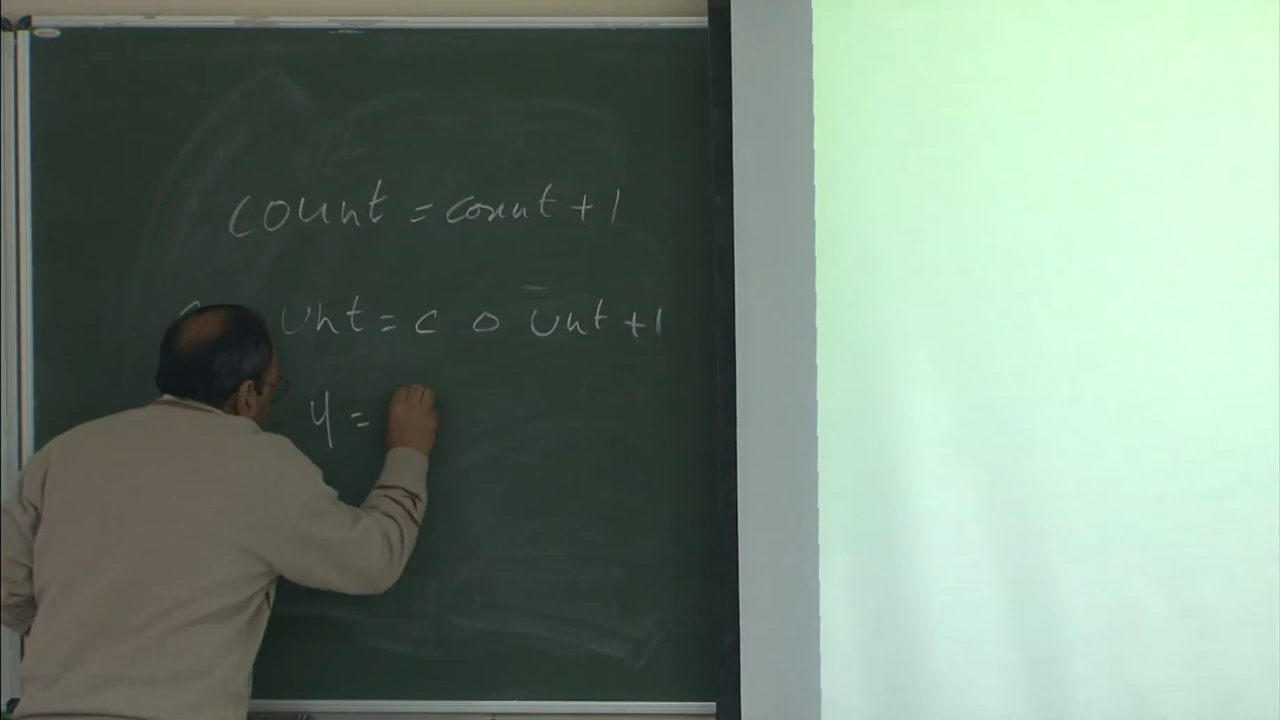 count = count + 1
unt = c o unt + 1
y =